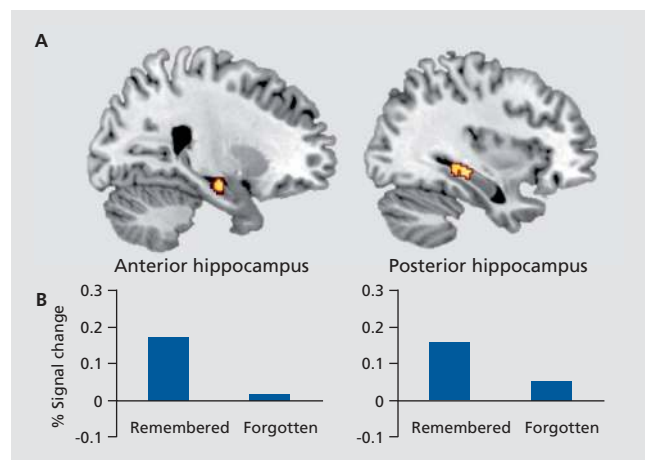 A
Anterior hippocampus
Posterior hippocampus
B
% Signal change
0.3
0.2
0.1
0
-0.1
Remembered Forgotten
0.3
0.2
0.1
0
-0.1
Remembered Forgotten